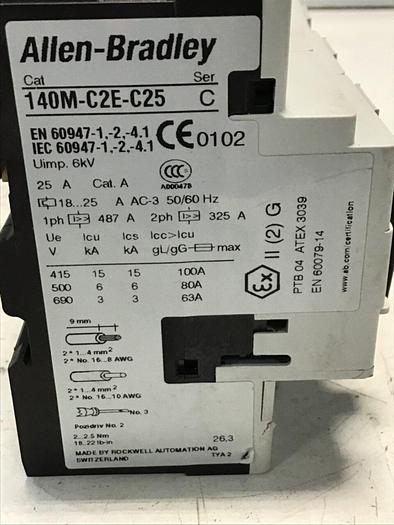 Allen-Bradley
Cat Ser
140M-C2E-C25 C
EN 60947-1,-2,-4.1
IEC 60947-1,-2,-4.1
CE 0102
Uimp. 6kV
CCC
A00047B
25 A Cat. A
18...25 A AC-3 50/60 Hz
1ph I>> 487 A 2ph I>> 325 A
Ue Icu Ics Icc>Icu
V kA kA gL/gG max
415 15 15 100A
500 6 6 80A
690 3 3 63A
9 mm
2*1...4 mm²
2*No. 16...8 AWG
2*1...4 mm²
2*No. 16...10 AWG
No. 3
Pozidriv No. 2
2...2.5 Nm
18...22 lb-in
26,3
MADE BY ROCKWELL AUTOMATION AG
SWITZERLAND TYA 2
Ex II (2) G
PTB 04 ATEX 3039
EN 60079-14
www.ab.com/certification